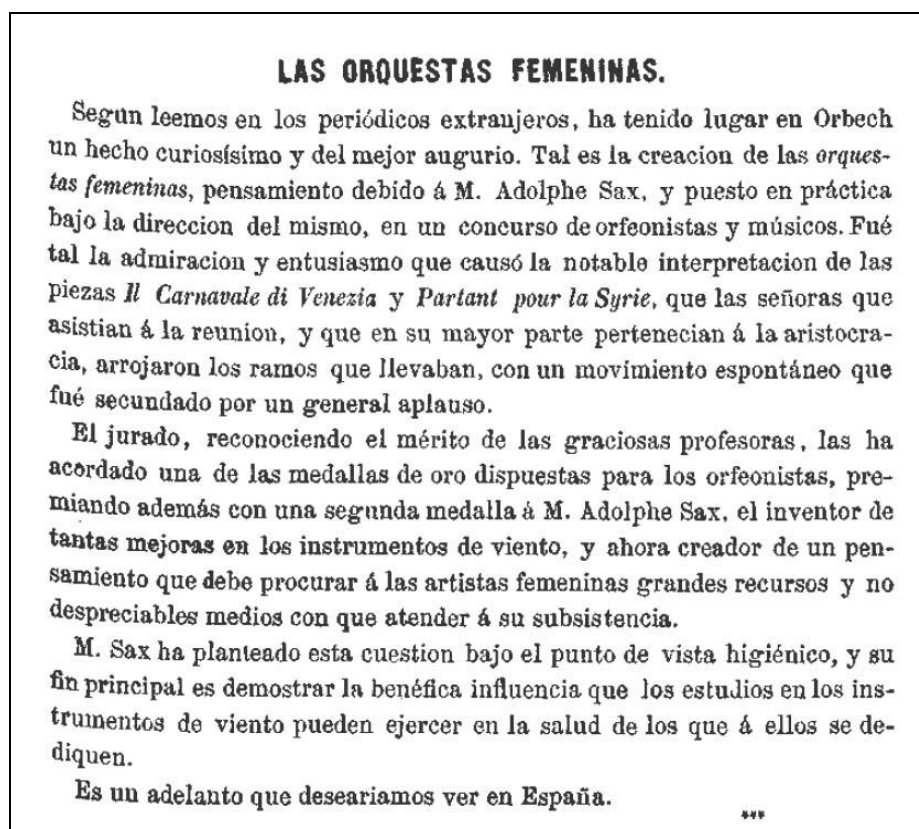 LAS ORQUESTAS FEMENINAS.
Segun leemos en los periódicos extranjeros, ha tenido lugar en Orbech
un hecho curiosísimo y del mejor augurio. Tal es la creacion de las orques-
tas femeninas, pensamiento debido á M. Adolphe Sax, y puesto en práctica
bajo la direccion del mismo, en un concurso de orfeonistas y músicos. Fué
tal la admiracion y entusiasmo que causó la notable interpretacion de las
piezas Il Carnavale di Venezia y Partant pour la Syrie, que las señoras que
asistian á la reunion, y que en su mayor parte pertenecian á la aristocra-
cia, arrojaron los ramos que llevaban, con un movimiento espontáneo que
fué secundado por un general aplauso.
El jurado, reconociendo el mérito de las graciosas profesoras, las ha
acordado una de las medallas de oro dispuestas para los orfeonistas, pre-
miando además con una segunda medalla á M. Adolphe Sax, el inventor de
tantas mejoras en los instrumentos de viento, y ahora creador de un pen-
samiento que debe procurar á las artistas femeninas grandes recursos y no
despreciables medios con que atender á su subsistencia.
M. Sax ha planteado esta cuestion bajo el punto de vista higiénico, y su
fin principal es demostrar la benéfica influencia que los estudios en los ins-
trumentos de viento pueden ejercer en la salud de los que á ellos se de-
diquen.
Es un adelanto que deseariamos ver en España.
***